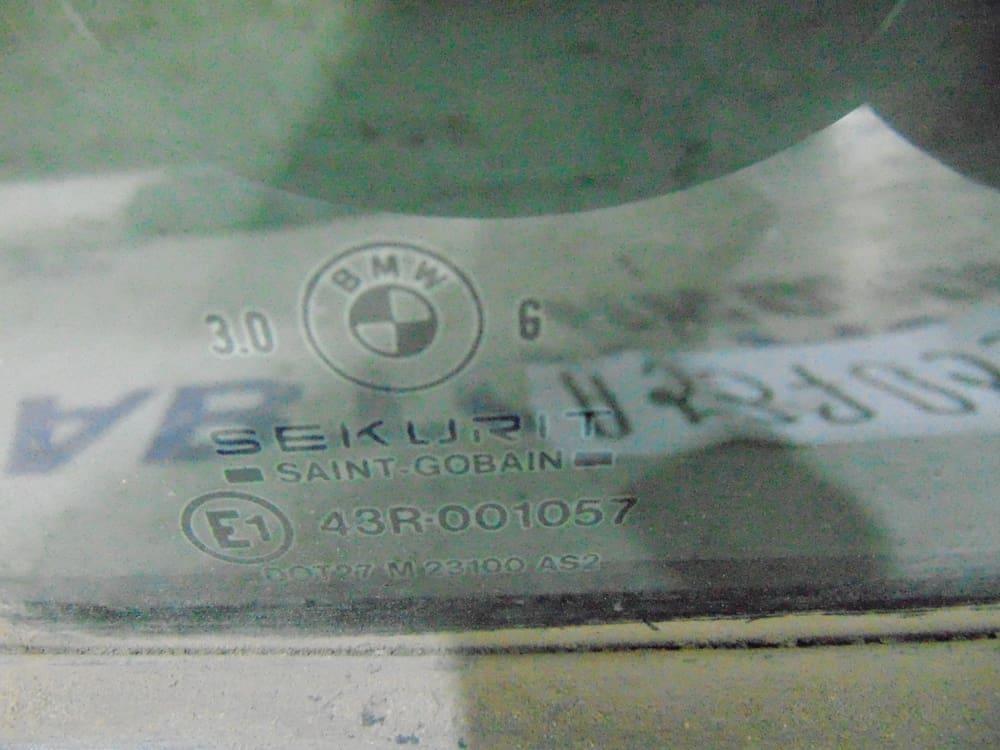 BMW
3.0 6
SEKURIT
SAINT-GOBAIN
E1 43R-001057
DOT27 M 23100 AS2